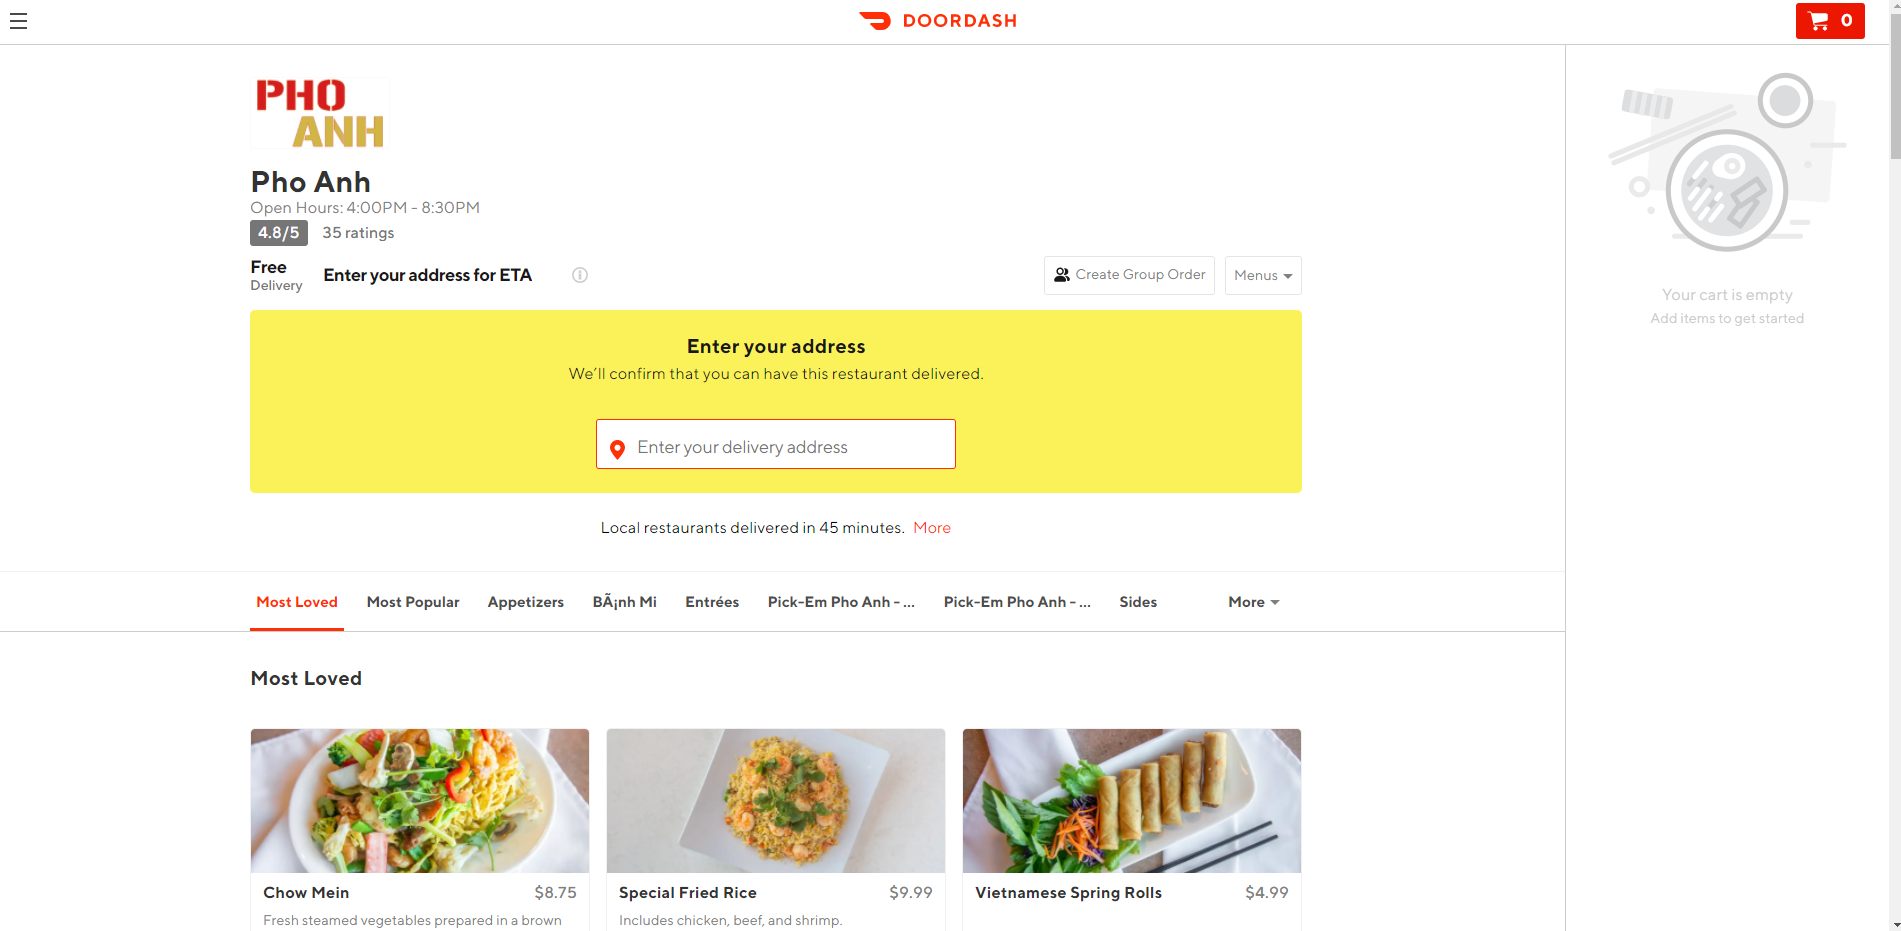 DOORDASH
0
PHO
ANH
Pho Anh
Open Hours: 4:00PM - 8:30PM
4.8/5 35 ratings
Free
Delivery
Enter your address for ETA
Create Group Order
Menus
Enter your address
We'll confirm that you can have this restaurant delivered.
Enter your delivery address
Local restaurants delivered in 45 minutes. More
Your cart is empty
Add items to get started
Most Loved Most Popular Appetizers BÃ¡nh Mi Entrées Pick-Em Pho Anh - ... Pick-Em Pho Anh - ... Sides More
Most Loved
Chow Mein $8.75
Fresh steamed vegetables prepared in a brown
Special Fried Rice $9.99
Includes chicken, beef, and shrimp.
Vietnamese Spring Rolls $4.99